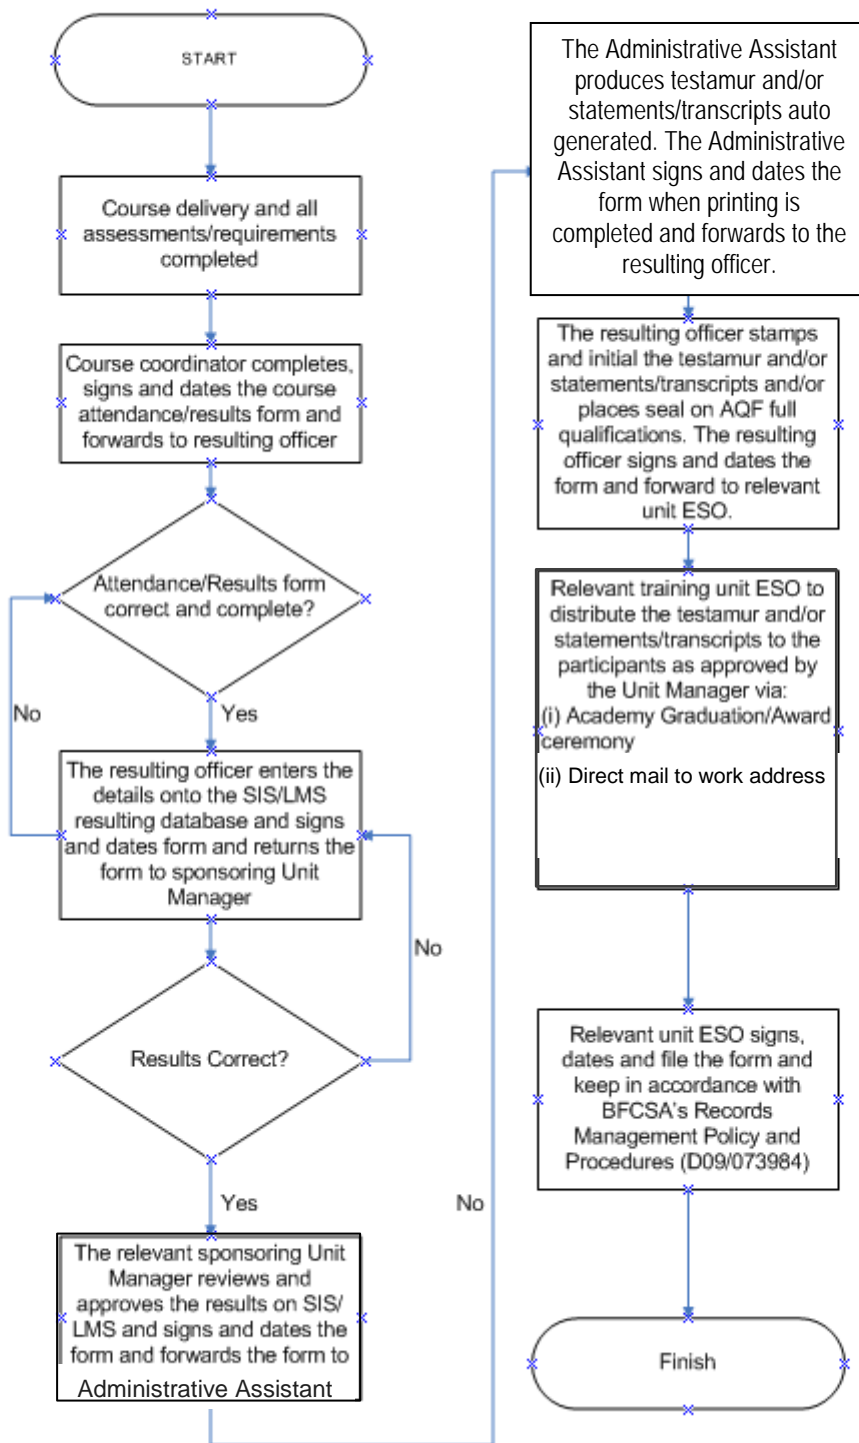 START
Course delivery and all
assessments/requirements
completed
Course coordinator completes,
signs and dates the course
attendance/results form and
forwards to resulting officer
Attendance/Results form
correct and complete?
No
Yes
The resulting officer enters the
details onto the SIS/LMS
resulting database and signs
and dates form and returns the
form to sponsoring Unit
Manager
No
Results Correct?
Yes
No
The relevant sponsoring Unit
Manager reviews and
approves the results on SIS/
LMS and signs and dates the
form and forwards the form to
Administrative Assistant
The Administrative Assistant
produces testamur and/or
statements/transcripts auto
generated. The Administrative
Assistant signs and dates the
form when printing is
completed and forwards to the
resulting officer.
The resulting officer stamps
and initial the testamur and/or
statements/transcripts and/or
places seal on AQF full
qualifications. The resulting
officer signs and dates the
form and forward to relevant
unit ESO.
Relevant training unit ESO to
distribute the testamur and/or
statements/transcripts to the
participants as approved by
the Unit Manager via:
(i) Academy Graduation/Award
ceremony
(ii) Direct mail to work address
Relevant unit ESO signs,
dates and file the form and
keep in accordance with
BFCSA's Records
Management Policy and
Procedures (D09/073984)
Finish